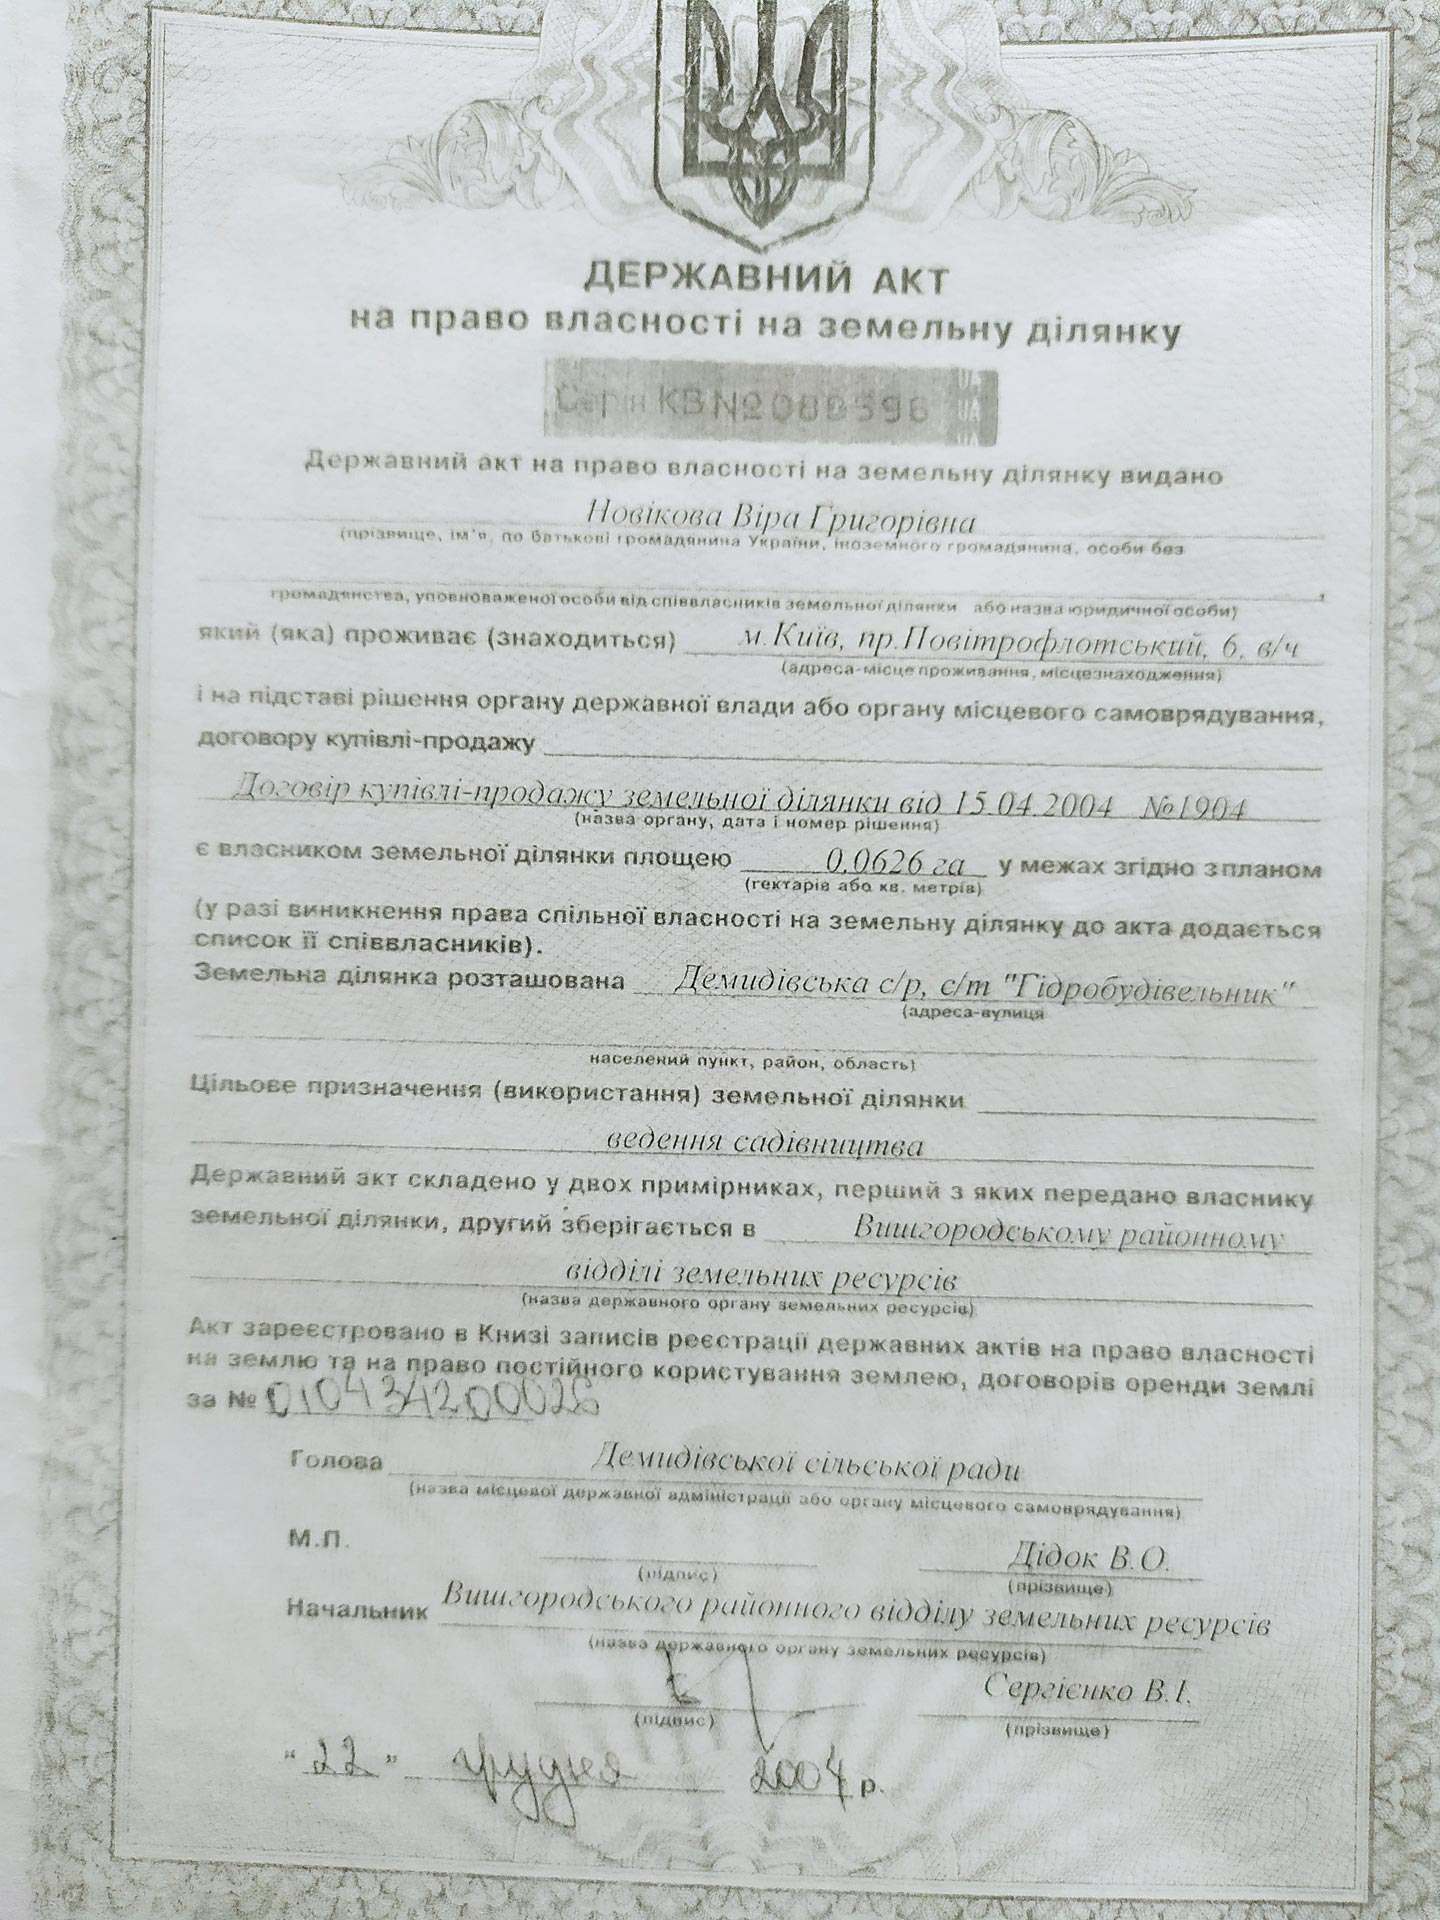 ДЕРЖАВНИЙ АКТ
на право власності на земельну ділянку
Серія КВ №
UA
UA
UA
Державний акт на право власності на земельну ділянку видано
Новікова Віра Григорівна
(прізвище, ім'я, по батькові громадянина України, іноземного громадянина, особи без
громадянства, уповноваженої особи від співвласників земельної ділянки або назва юридичної особи)
який (яка) проживає (знаходиться) м.Київ, пр.Повітрофлотський, 6, в/ч
(адреса-місце проживання, місцезнаходження)
і на підставі рішення органу державної влади або органу місцевого самоврядування,
договору купівлі-продажу
Договір купівлі-продажу земельної ділянки від 15.04.2004 №1904
(назва органу, дата і номер рішення)
є власником земельної ділянки площею 0,0626 га у межах згідно з планом
(гектарів або кв. метрів)
(у разі виникнення права спільної власності на земельну ділянку до акта додається
список її співвласників).
Земельна ділянка розташована Демидівська с/р, с/т "Гідробудівельник"
(адреса-вулиця
населений пункт, район, область)
Цільове призначення (використання) земельної ділянки
ведення садівництва
Державний акт складено у двох примірниках, перший з яких передано власнику
земельної ділянки, другий зберігається в Вишгородському районному
відділі земельних ресурсів
(назва державного органу земельних ресурсів)
Акт зареєстровано в Книзі записів реєстрації державних актів на право власності
на землю та на право постійного користування землею, договорів оренди землі
за №
Голова Демидівської сільської ради
(назва місцевої державної адміністрації або органу місцевого самоврядування)
М.П.
Дідок В.О.
(підпис) (прізвище)
Начальник Вишгородського районного відділу земельних ресурсів
(назва державного органу земельних ресурсів)
Сергієнко В.І.
(підпис) (прізвище)
"22" грудня 2004 р.